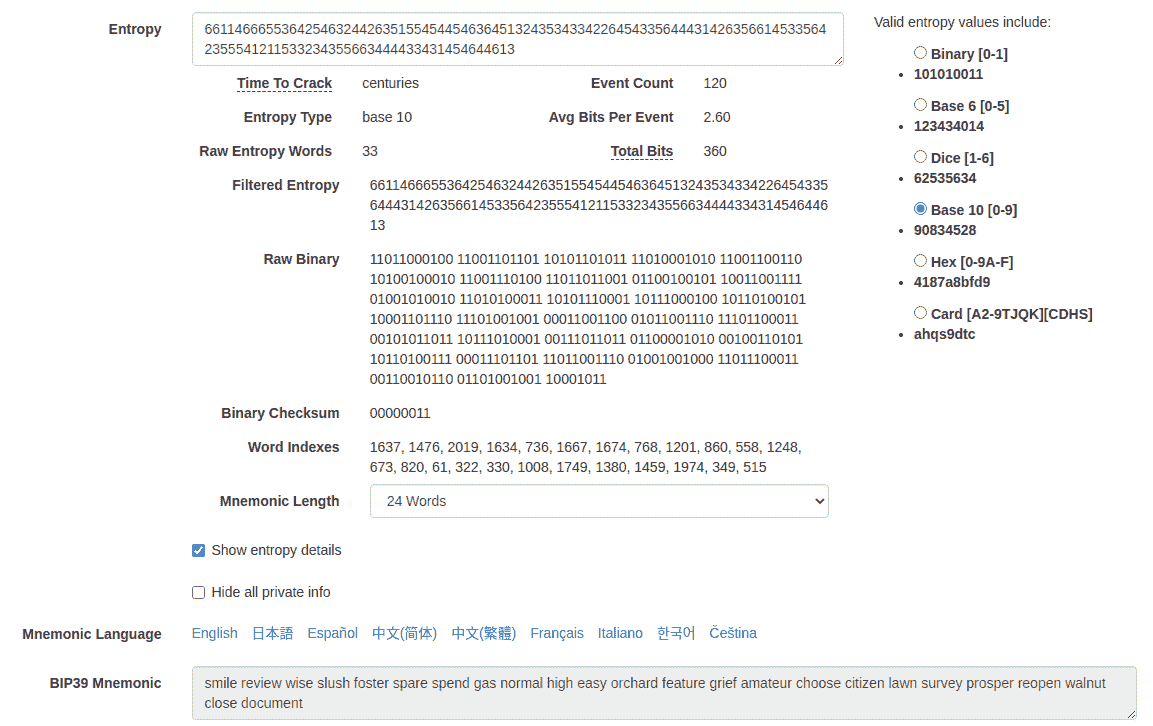 Entropy
66114666553642546324426351554544546364513243534334226454335644431426356614533564
23555412115332343556634444334314546446​13
Valid entropy values include:
Binary [0-1]
101010011
Base 6 [0-5]
123434014
Dice [1-6]
62535634
Base 10 [0-9]
90834528
Hex [0-9A-F]
4187a8bfd9
Card [A2-9TJQK][CDHS]
ahqs9dtc
Time To Crack centuries Event Count 120
Entropy Type base 10 Avg Bits Per Event 2.60
Raw Entropy Words 33 Total Bits 360
Filtered Entropy
66114666553642546324426351554544546364513243534334226454335
644431426356614533564235554121153323435566344443343145​46446
13
Raw Binary
11011000100 11001101101 10101101011 11010001010 11001100110
10100100010 11001110100 11011011001 01100100101 10011001111
01001010010 11010100011 10101110001 10111000100 10110100101
10001101110 11101001001 00011001100 01011001110 11101100011
00101011011 10111010001 00111011011 01100001010 00100110101
10110100111 00011101101 11011001110 01001001000 11011100011
00110010110 01101001001 10001011
Binary Checksum 00000011
Word Indexes
1637, 1476, 2019, 1634, 736, 1667, 1674, 768, 1201, 860, 558, 1248,
673, 820, 61, 322, 330, 1008, 1749, 1380, 1459, 1974, 349, 515
Mnemonic Length 24 Words
Show entropy details
Hide all private info
Mnemonic Language English 日本語 Español 中文(简体) 中文(繁體) Français Italiano 한국어 Čeština
BIP39 Mnemonic
smile review wise slush foster spare spend gas normal high easy orchard feature grief amateur choose citizen lawn survey prosper reopen walnut
close document